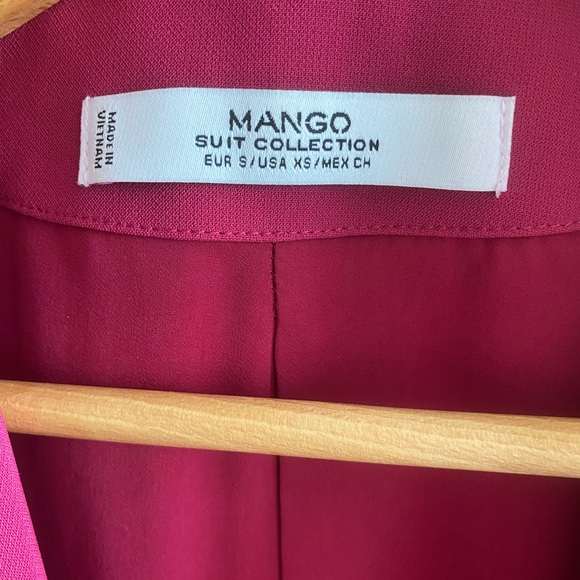 MANGO
SUIT COLLECTION
EUR S/USA XS/MEX CH
MADE IN
VIETNAM